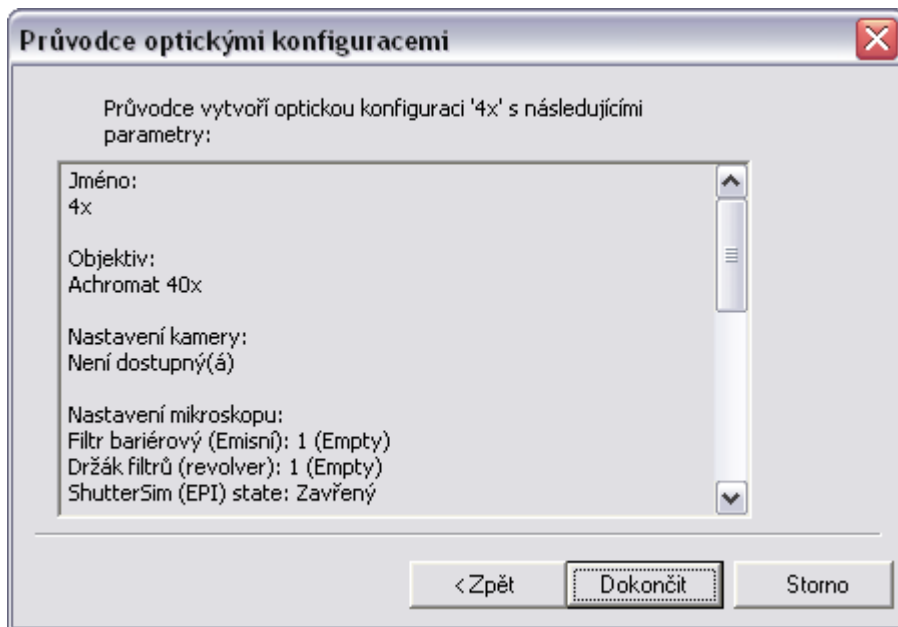 Průvodce optickými konfiguracemi
Průvodce vytvoří optickou konfiguraci '4x' s následujícími
parametry:
Jméno:
4x
Objektiv:
Achromat 40x
Nastavení kamery:
Není dostupný(á)
Nastavení mikroskopu:
Filtr bariérový (Emisní): 1 (Empty)
Držák filtrů (revolver): 1 (Empty)
ShutterSim (EPI) state: Zavřený
< Zpět
Dokončit
Storno